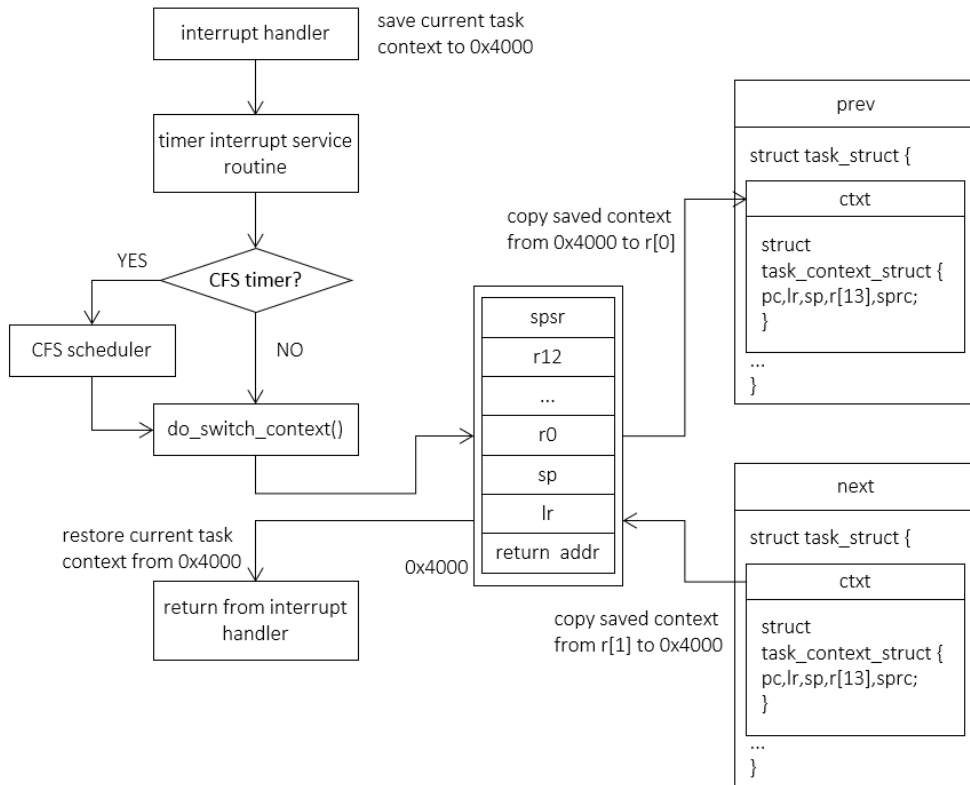 interrupt handler
save current task
context to 0x4000
timer interrupt service
routine
CFS timer?
YES
NO
CFS scheduler
do_switch_context()
restore current task
context from 0x4000
return from interrupt
handler
spsr
r12
...
r0
sp
lr
return addr
0x4000
copy saved context
from 0x4000 to r[0]
copy saved context
from r[1] to 0x4000
prev
struct task_struct {
ctxt
struct
task_context_struct {
pc,lr,sp,r[13],sprc;
}
...
}
next
struct task_struct {
ctxt
struct
task_context_struct {
pc,lr,sp,r[13],sprc;
}
...
}